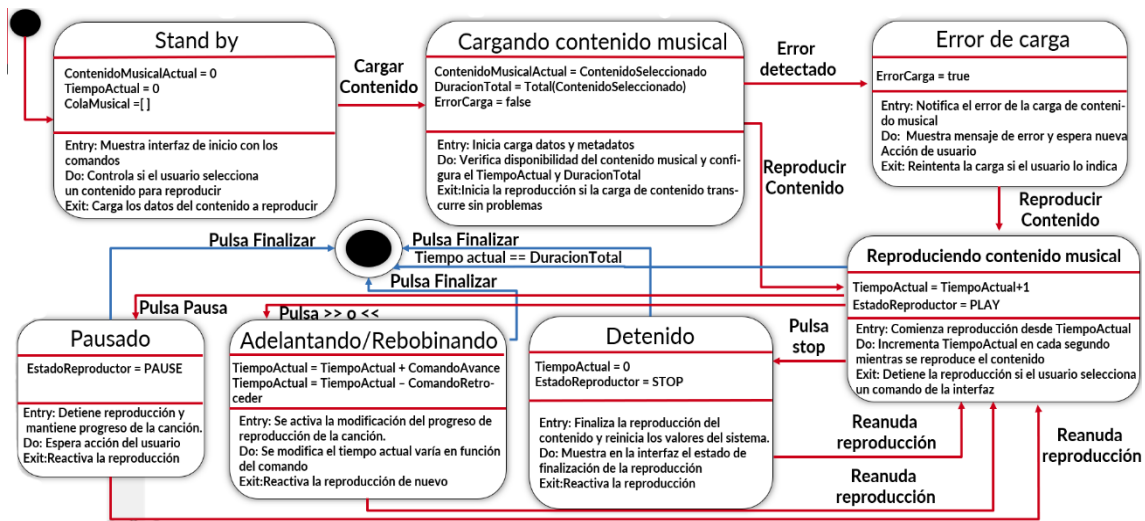 Stand by
ContenidoMusicalActual = 0
TiempoActual = 0
ColaMusical =[ ]
Entry: Muestra interfaz de inicio con los
comandos
Do: Controla si el usuario selecciona
un contenido para reproducir
Exit: Carga los datos del contenido a reproducir
Cargar
Contenido
Cargando contenido musical
ContenidoMusicalActual = ContenidoSeleccionado
DuracionTotal = Total(ContenidoSeleccionado)
ErrorCarga = false
Entry: Inicia carga datos y metadatos
Do: Verifica disponibilidad del contenido musical y confi-
gura el TiempoActual y DuracionTotal
Exit:Inicia la reproducción si la carga de contenido trans-
curre sin problemas
Error
detectado
Error de carga
ErrorCarga = true
Entry: Notifica el error de la carga de conteni-
do musical
Do: Muestra mensaje de error y espera nueva
Acción de usuario
Exit: Reintenta la carga si el usuario lo indica
Reproducir
Contenido
Reproducir
Contenido
Pulsa Finalizar
Pulsa Finalizar
Tiempo actual == DuracionTotal
Pulsa Finalizar
Reproduciendo contenido musical
TiempoActual = TiempoActual+1
EstadoReproductor = PLAY
Entry: Comienza reproducción desde TiempoActual
Do: Incrementa TiempoActual en cada segundo
mientras se reproduce el contenido
Exit: Detiene la reproducción si el usuario selecciona
un comando de la interfaz
Pulsa Pausa
Pulsa >> o <<
Pulsa
stop
Pausado
EstadoReproductor = PAUSE
Entry: Detiene reproducción y
mantiene progreso de la canción.
Do: Espera acción del usuario
Exit:Reactiva la reproducción
Adelantando/Rebobinando
TiempoActual = TiempoActual + ComandoAvance
TiempoActual = TiempoActual – ComandoRetro-
ceder
Entry: Se activa la modificación del progreso de
reproducción de la canción.
Do: Se modifica el tiempo actual varía en función
del comando
Exit:Reactiva la reproducción de nuevo
Detenido
TiempoActual = 0
EstadoReproductor = STOP
Entry: Finaliza la reproducción del
contenido y reinicia los valores del sistema.
Do: Muestra en la interfaz el estado de
finalización de la reproducción
Exit:Reactiva la reproducción
Reanuda
reproducción
Reanuda
reproducción
Reanuda
reproducción